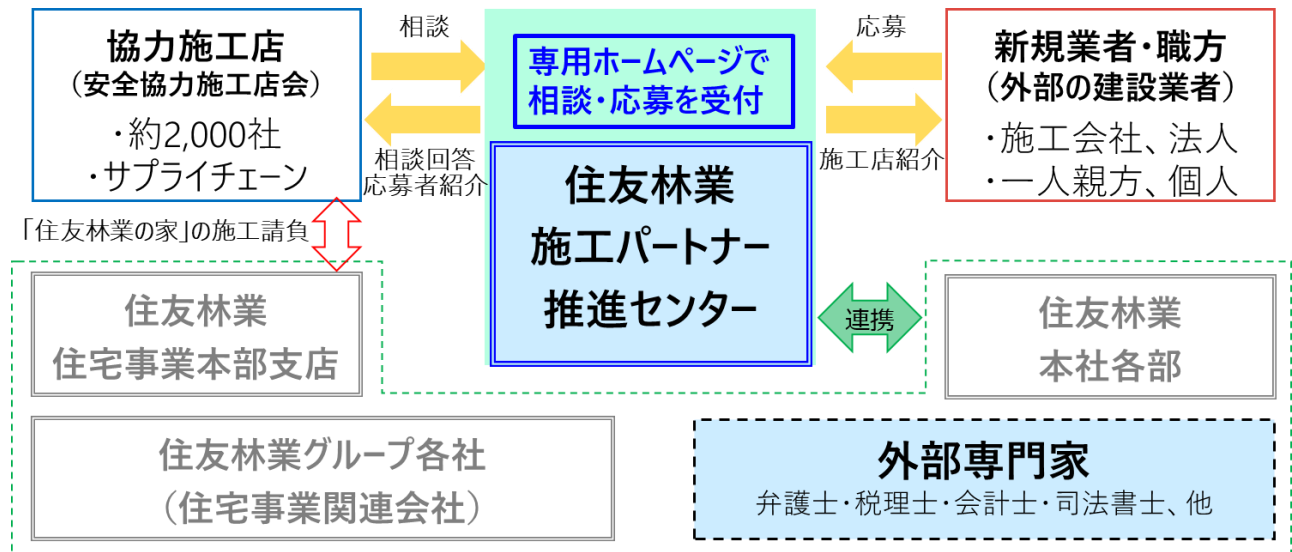 協力施工店
（安全協力施工店会）
・約2,000社
・サプライチェーン
相談
相談回答
応募者紹介
専用ホームページで
相談・応募を受付
住友林業
施工パートナー
推進センター
応募
施工店紹介
新規業者・職方
（外部の建設業者）
・施工会社、法人
・一人親方、個人
「住友林業の家」の施工請負
住友林業
住宅事業本部支店
連携
住友林業
本社各部
住友林業グループ各社
（住宅事業関連会社）
外部専門家
弁護士・税理士・会計士・司法書士、他